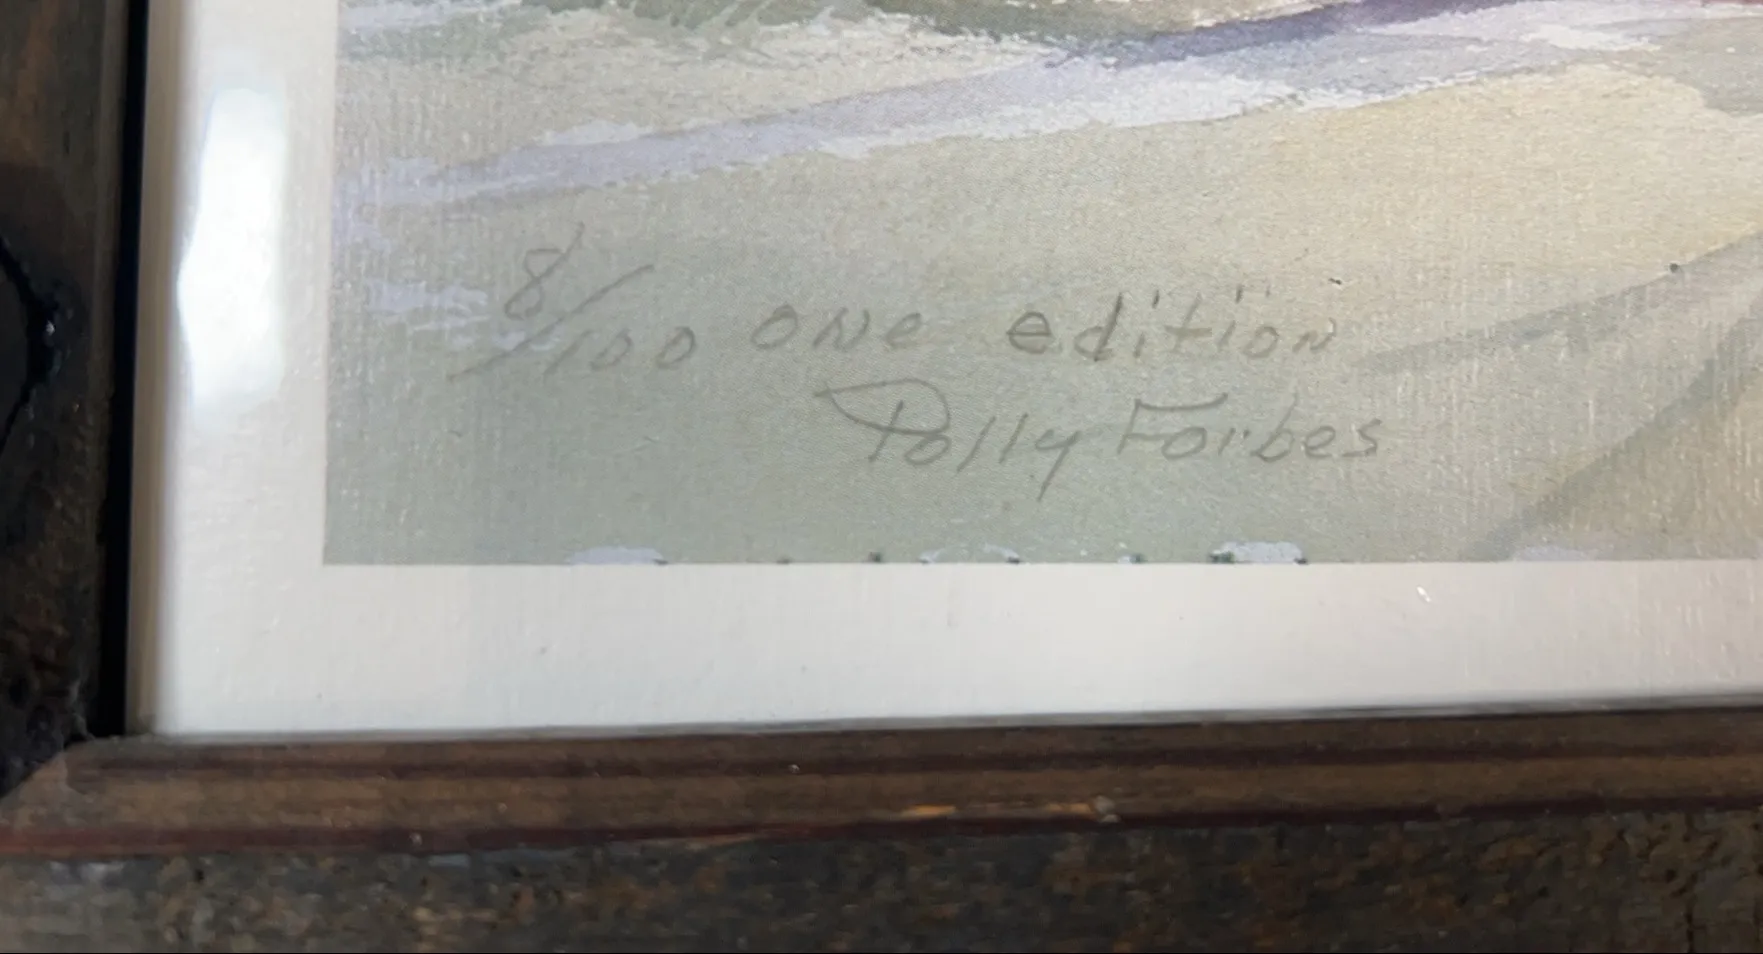 8/100 one edition
Polly Forbes